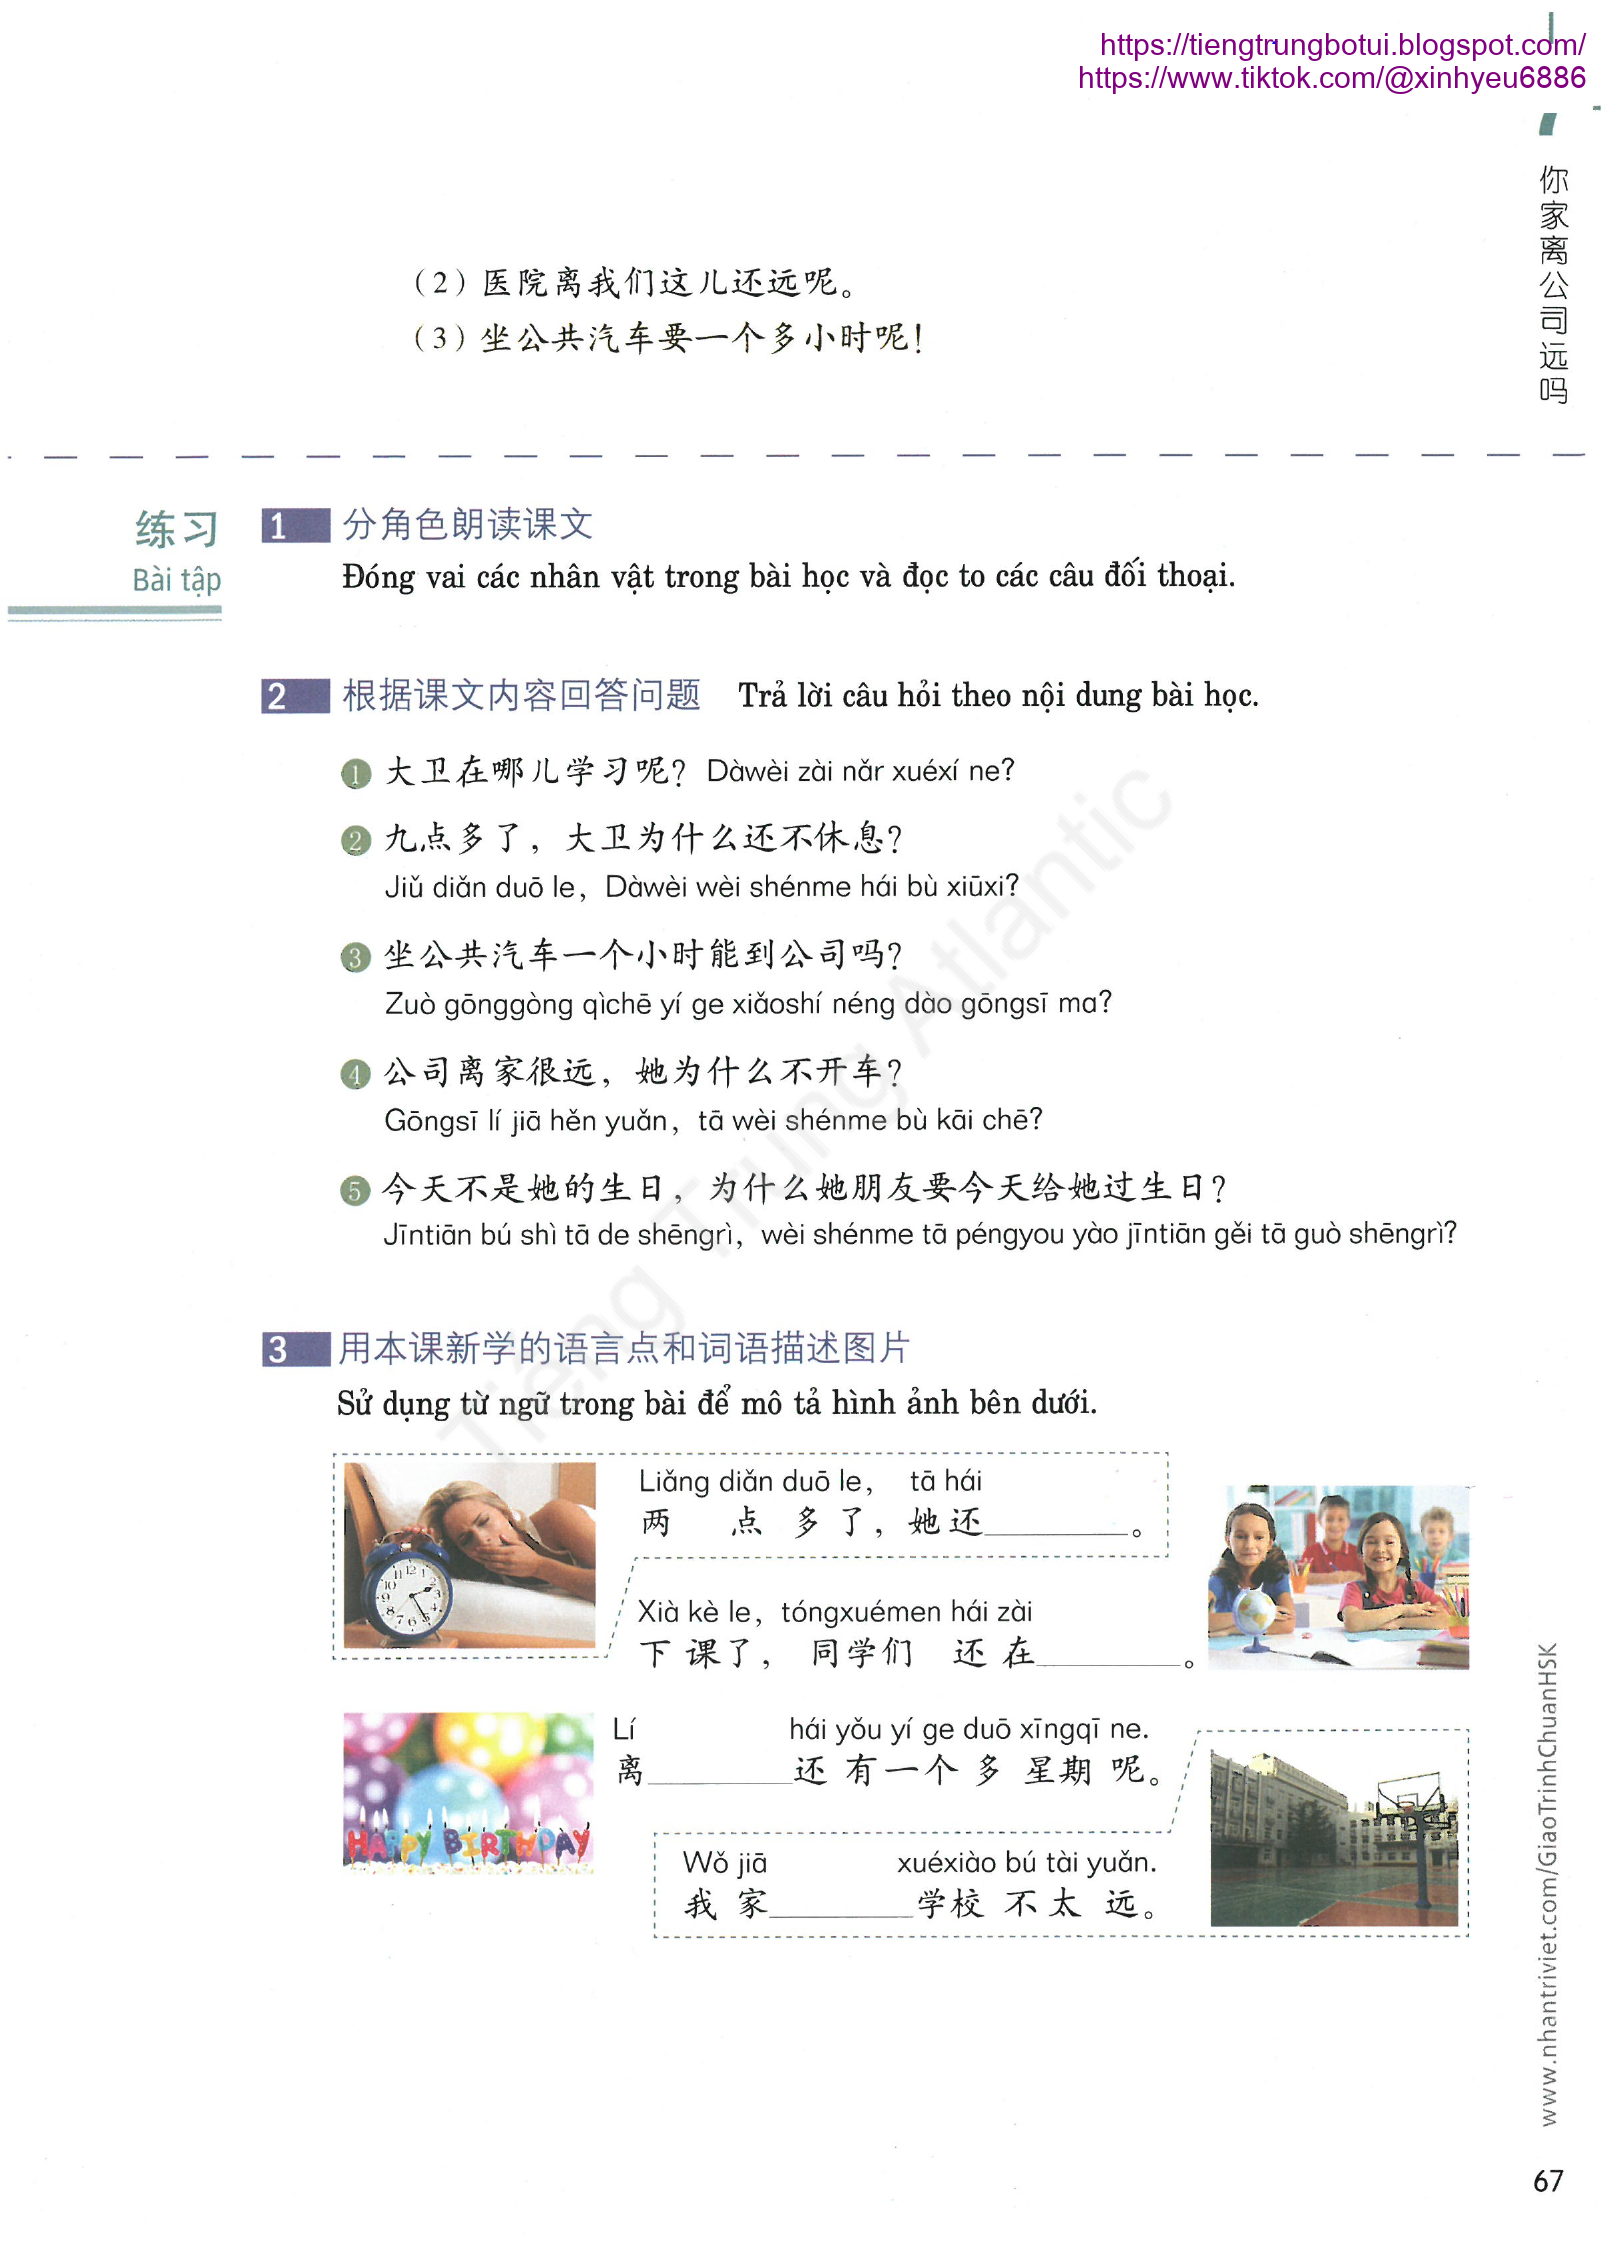 https://tiengtrungbotui.blogspot.com/
https://www.tiktok.com/@xinhyeu6886
7
你家离公司远吗
(2) 医院离我们这儿还远呢。
(3) 坐公共汽车要一个多小时呢!
练习
Bài tập
1 分角色朗读课文
Đóng vai các nhân vật trong bài học và đọc to các câu đối thoại.
2 根据课文内容回答问题 Trả lời câu hỏi theo nội dung bài học.
1 大卫在哪儿学习呢? Dàwèi zài nǎr xuéxí ne?
2 九点多了，大卫为什么还不休息?
Jiǔ diǎn duō le, Dàwèi wèi shénme hái bù xiūxi?
3 坐公共汽车一个小时能到公司吗?
Zuò gōnggòng qìchē yí ge xiǎoshí néng dào gōngsī ma?
4 公司离家很远，她为什么不开车?
Gōngsī lí jiā hěn yuǎn, tā wèi shénme bù kāi chē?
5 今天不是她的生日，为什么她朋友要今天给她过生日?
Jīntiān bú shì tā de shēngrì, wèi shénme tā péngyou yào jīntiān gěi tā guò shēngrì?
3 用本课新学的语言点和词语描述图片
Sử dụng từ ngữ trong bài để mô tả hình ảnh bên dưới.
Liǎng diǎn duō le, tā hái
两 点 多 了，她 还________。
Xià kè le, tóngxuémen hái zài
下 课 了， 同学们 还 在________。
Lí hái yǒu yí ge duō xīngqī ne.
离________还 有 一 个 多 星期 呢。
HAPPY BIRTHDAY
Wǒ jiā xuéxiào bú tài yuǎn.
我 家________学校 不 太 远。
Tiếng Trung Atlantic
www.nhantriviet.com/GiaoTrinhChuanHSK
67